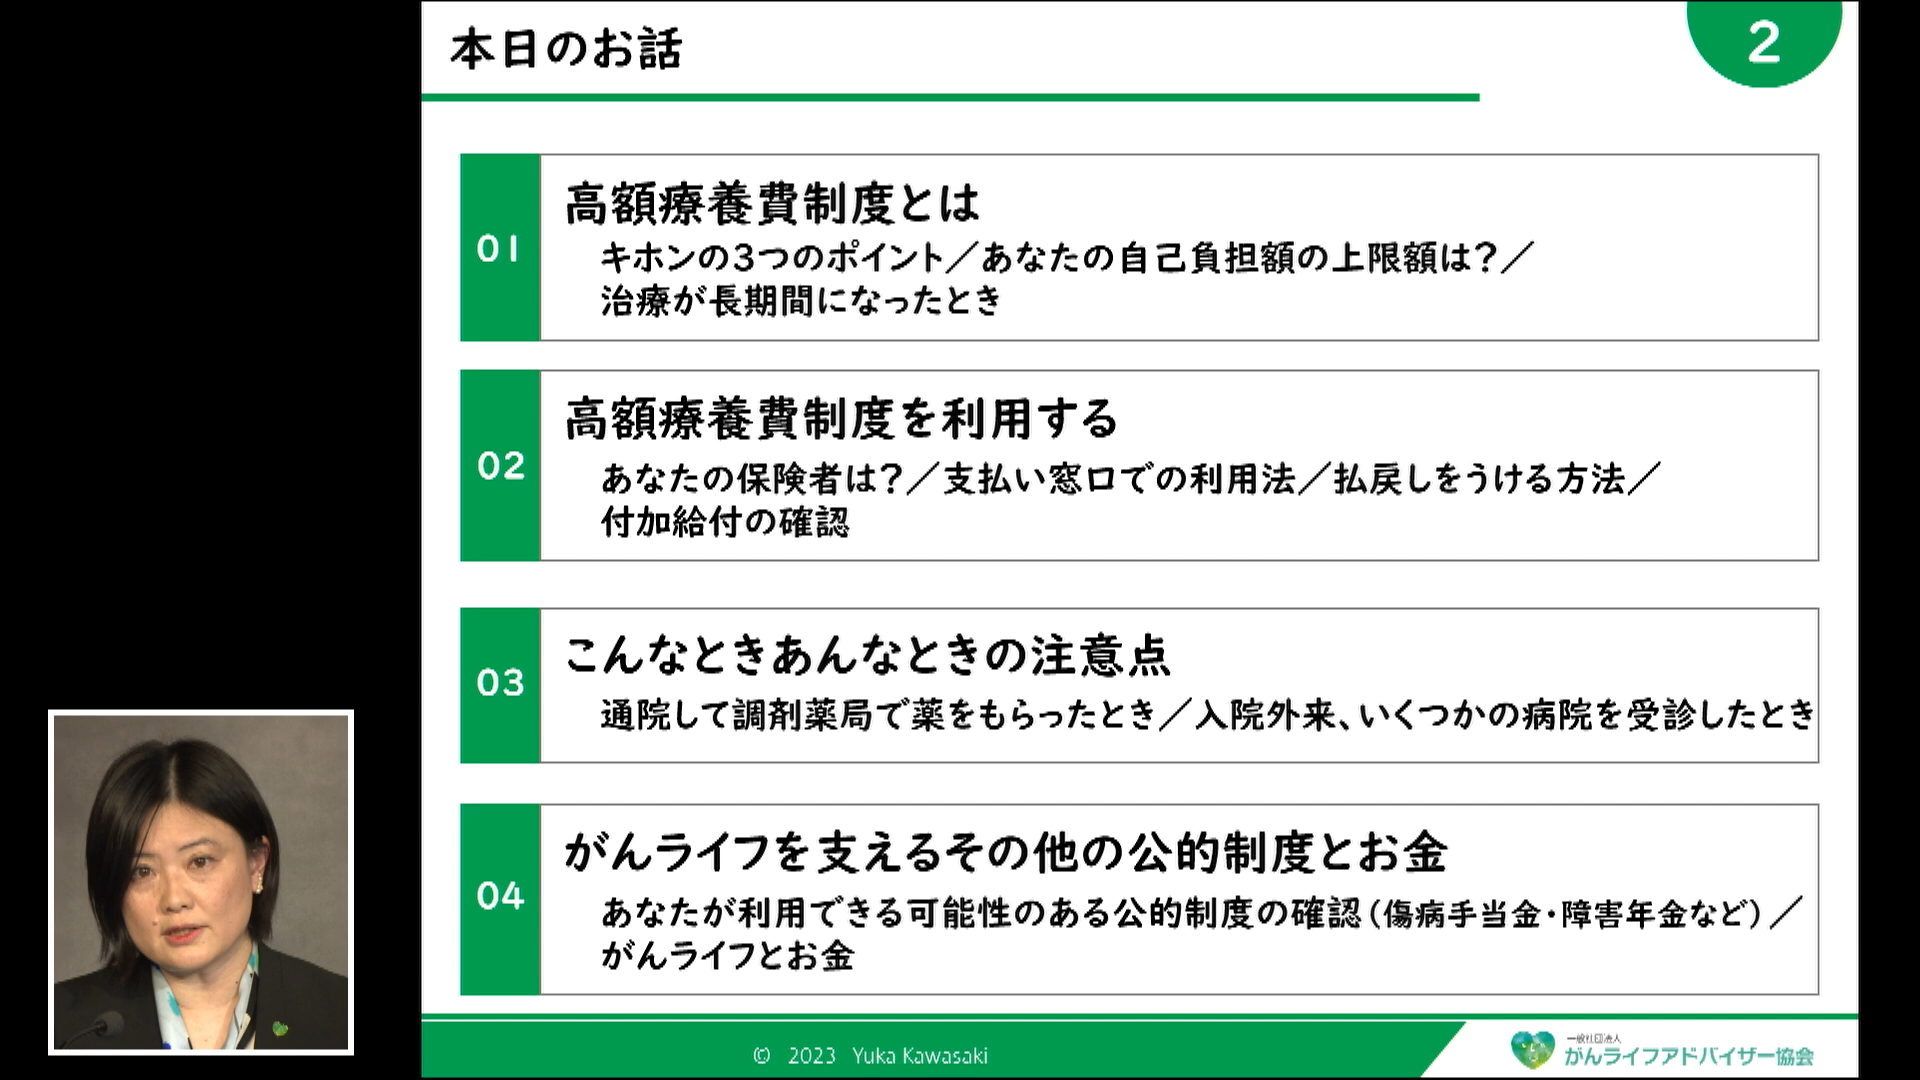 本日のお話
2
01
高額療養費制度とは
キホンの3つのポイント／あなたの自己負担額の上限額は？／
治療が長期間になったとき
02
高額療養費制度を利用する
あなたの保険者は？／支払い窓口での利用法／払戻しをうける方法／
付加給付の確認
03
こんなときあんなときの注意点
通院して調剤薬局で薬をもらったとき／入院外来、いくつかの病院を受診したとき
04
がんライフを支えるその他の公的制度とお金
あなたが利用できる可能性のある公的制度の確認（傷病手当金・障害年金など）／
がんライフとお金
© 2023 Yuka Kawasaki
一般社団法人
がんライフアドバイザー協会